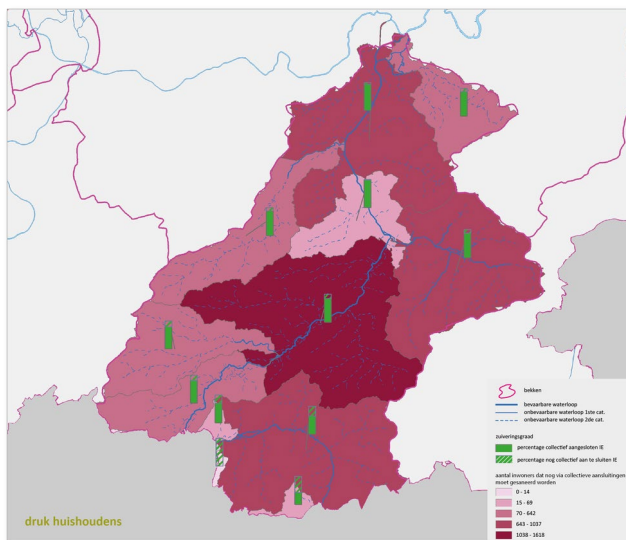 bekken
bevaarbare waterloop
onbevaarbare waterloop 1ste cat.
onbevaarbare waterloop 2de cat.
zuiveringsgraad
percentage collectief aangesloten IE
percentage nog collectief aan te sluiten IE
aantal inwoners dat nog via collectieve aansluitingen
moet gesaneerd worden
0 - 14
15 - 69
70 - 642
643 - 1037
1038 - 1618
druk huishoudens